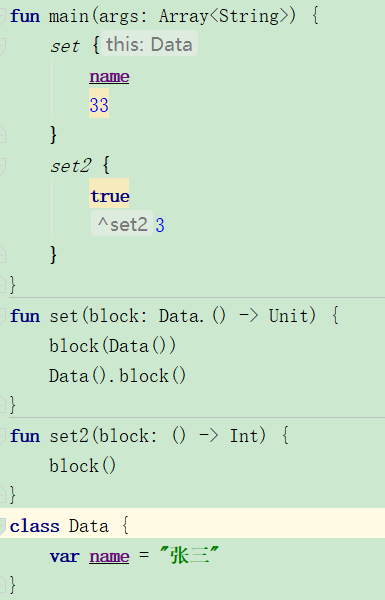 fun main(args: Array<String>) {
    set { this: Data
        name
        33
    }
    set2 {
        true
        ^set2 3
    }
}
fun set(block: Data.() -> Unit) {
    block(Data())
    Data().block()
}
fun set2(block: () -> Int) {
    block()
}
class Data {
    var name = "张三"
}